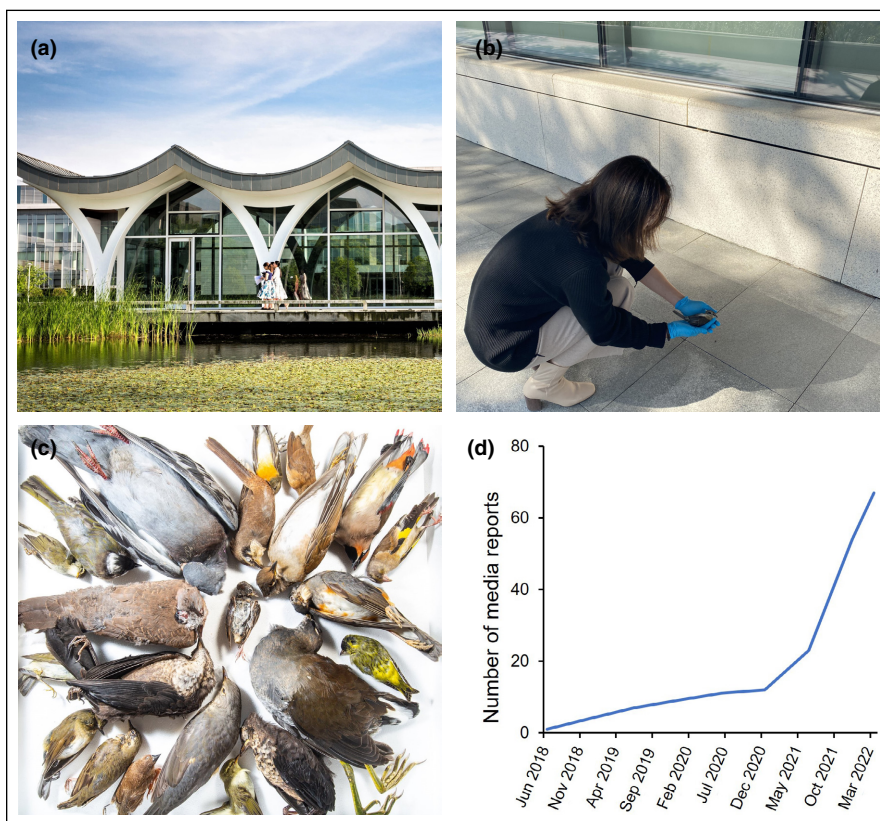 (a)
(b)
(c)
(d)
80
60
40
20
0
Number of media reports
Jun 2018
Nov 2018
Apr 2019
Sep 2019
Feb 2020
Jul 2020
Dec 2020
May 2021
Oct 2021
Mar 2022